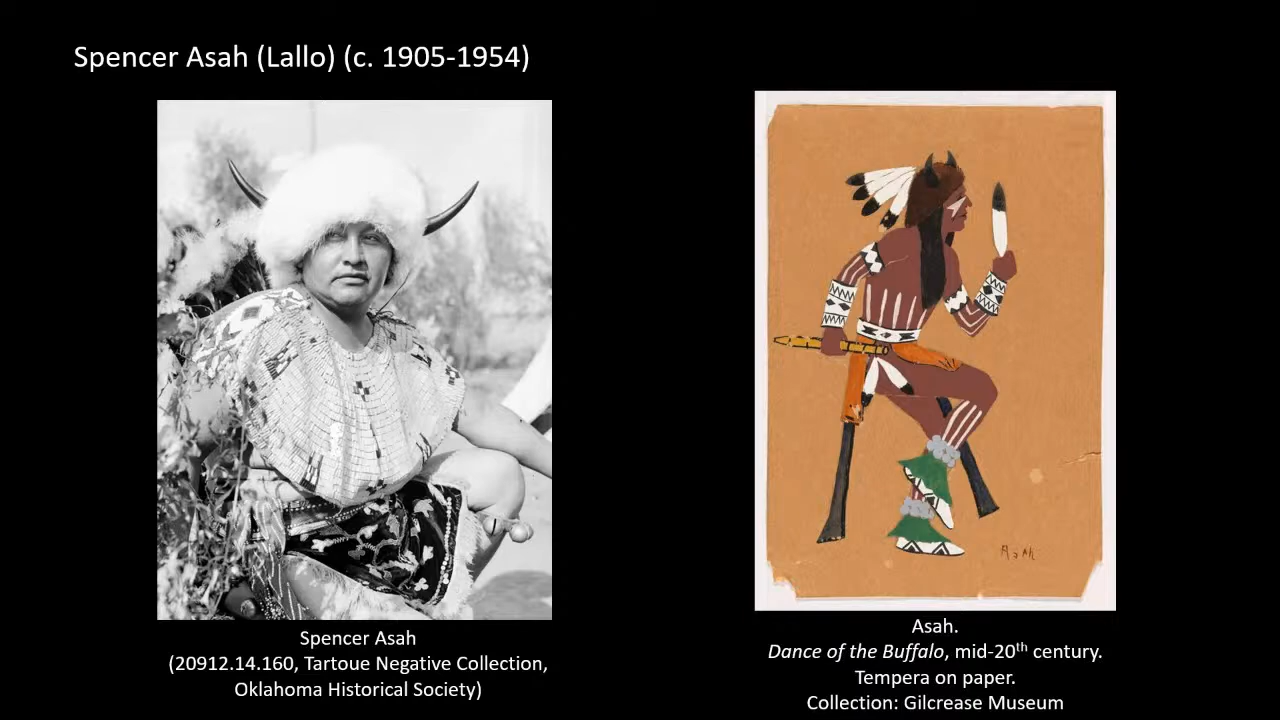 Spencer Asah (Lallo) (c. 1905-1954)
Spencer Asah
(20912.14.160, Tartoue Negative Collection,
Oklahoma Historical Society)
Asah
Asah.
Dance of the Buffalo, mid-20th century.
Tempera on paper.
Collection: Gilcrease Museum